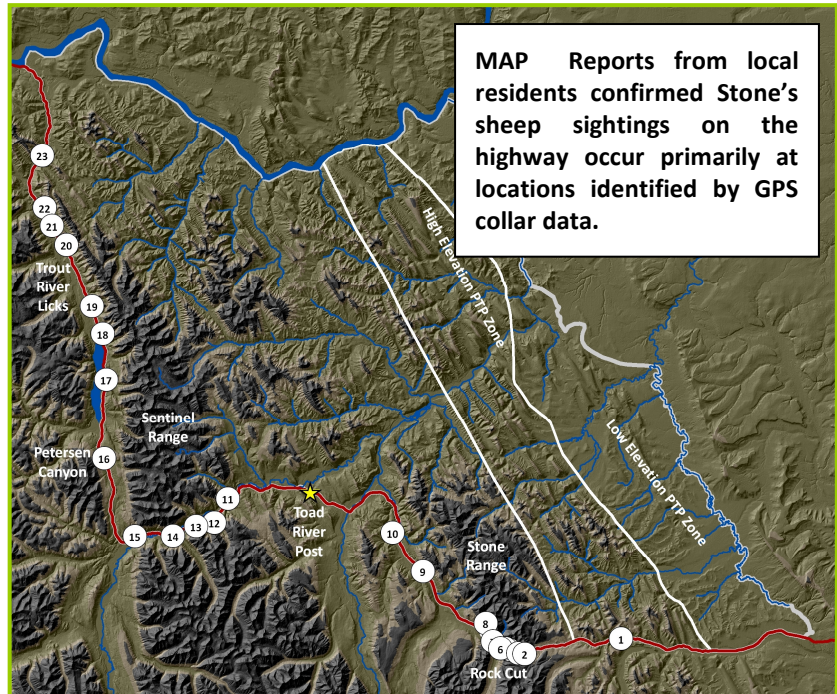 MAP Reports from local
residents confirmed Stone's
sheep sightings on the
highway occur primarily at
locations identified by GPS
collar data.
23
22
21
20
Trout
River
Licks
19
18
17
Sentinel
Range
Petersen
Canyon
16
15
14
13
12
11
Toad
River
Post
10
9
Stone
Range
8
6
2
Rock Cut
1
High Elevation PTP Zone
Low Elevation PTP Zone